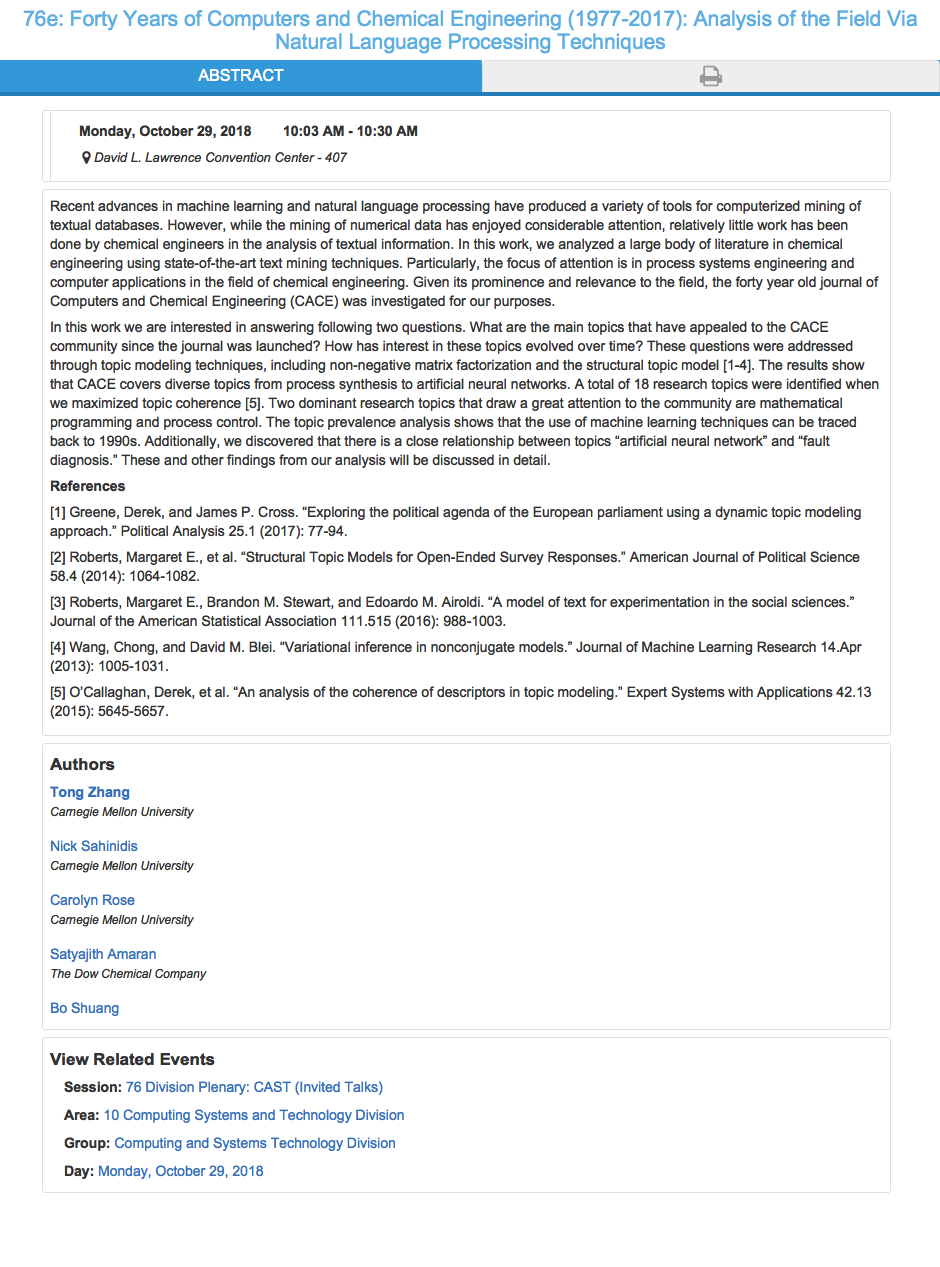 76e: Forty Years of Computers and Chemical Engineering (1977-2017): Analysis of the Field Via
Natural Language Processing Techniques
ABSTRACT
Monday, October 29, 2018 10:03 AM - 10:30 AM
David L. Lawrence Convention Center - 407
Recent advances in machine learning and natural language processing have produced a variety of tools for computerized mining of
textual databases. However, while the mining of numerical data has enjoyed considerable attention, relatively little work has been
done by chemical engineers in the analysis of textual information. In this work, we analyzed a large body of literature in chemical
engineering using state-of-the-art text mining techniques. Particularly, the focus of attention is in process systems engineering and
computer applications in the field of chemical engineering. Given its prominence and relevance to the field, the forty year old journal of
Computers and Chemical Engineering (CACE) was investigated for our purposes.
In this work we are interested in answering following two questions. What are the main topics that have appealed to the CACE
community since the journal was launched? How has interest in these topics evolved over time? These questions were addressed
through topic modeling techniques, including non-negative matrix factorization and the structural topic model [1-4]. The results show
that CACE covers diverse topics from process synthesis to artificial neural networks. A total of 18 research topics were identified when
we maximized topic coherence [5]. Two dominant research topics that draw a great attention to the community are mathematical
programming and process control. The topic prevalence analysis shows that the use of machine learning techniques can be traced
back to 1990s. Additionally, we discovered that there is a close relationship between topics “artificial neural network” and “fault
diagnosis.” These and other findings from our analysis will be discussed in detail.
References
[1] Greene, Derek, and James P. Cross. “Exploring the political agenda of the European parliament using a dynamic topic modeling
approach.” Political Analysis 25.1 (2017): 77-94.
[2] Roberts, Margaret E., et al. “Structural Topic Models for Open-Ended Survey Responses.” American Journal of Political Science
58.4 (2014): 1064-1082.
[3] Roberts, Margaret E., Brandon M. Stewart, and Edoardo M. Airoldi. “A model of text for experimentation in the social sciences.”
Journal of the American Statistical Association 111.515 (2016): 988-1003.
[4] Wang, Chong, and David M. Blei. “Variational inference in nonconjugate models.” Journal of Machine Learning Research 14.Apr
(2013): 1005-1031.
[5] O’Callaghan, Derek, et al. “An analysis of the coherence of descriptors in topic modeling.” Expert Systems with Applications 42.13
(2015): 5645-5657.
Authors
Tong Zhang
Carnegie Mellon University
Nick Sahinidis
Carnegie Mellon University
Carolyn Rose
Carnegie Mellon University
Satyajith Amaran
The Dow Chemical Company
Bo Shuang
View Related Events
Session: 76 Division Plenary: CAST (Invited Talks)
Area: 10 Computing Systems and Technology Division
Group: Computing and Systems Technology Division
Day: Monday, October 29, 2018